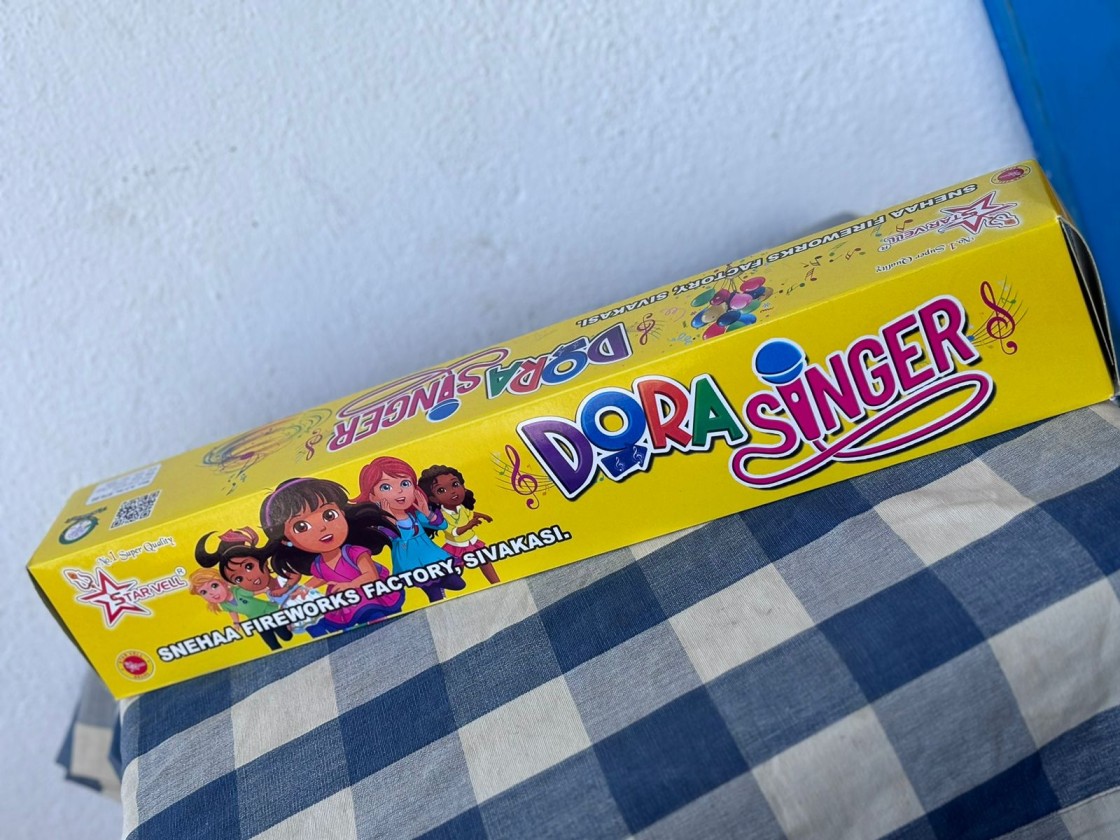 DORA SINGER
No.1 Super Quality
STARVELL®
SNEHAA FIREWORKS FACTORY, SIVAKASI.
DORA
SINGER
SNEHAA FIREWORKS FACTORY, SIVAKASI.
STARVELL®
No.1 Super Quality